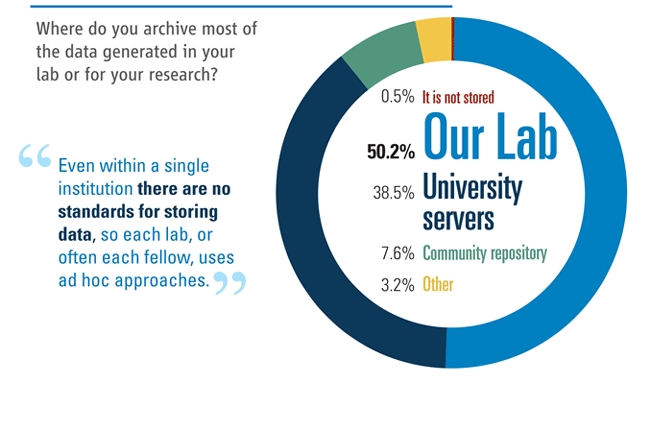 Where do you archive most of
the data generated in your
lab or for your research?
“
Even within a single
institution there are no
standards for storing
data, so each lab, or
often each fellow, uses
ad hoc approaches.”
0.5% It is not stored
50.2% Our Lab
38.5% University
servers
7.6% Community repository
3.2% Other